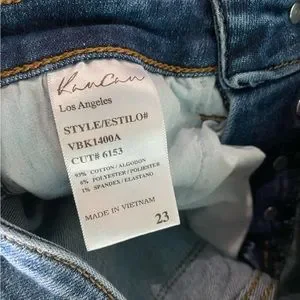 KanCan
Los Angeles
STYLE/ESTILO#
VBK1400A
CUT# 6153
93% COTTON / ALGODON
6% POLYESTER / POLIESTER
1% SPANDEX / ELASTANO
MADE IN VIETNAM
23